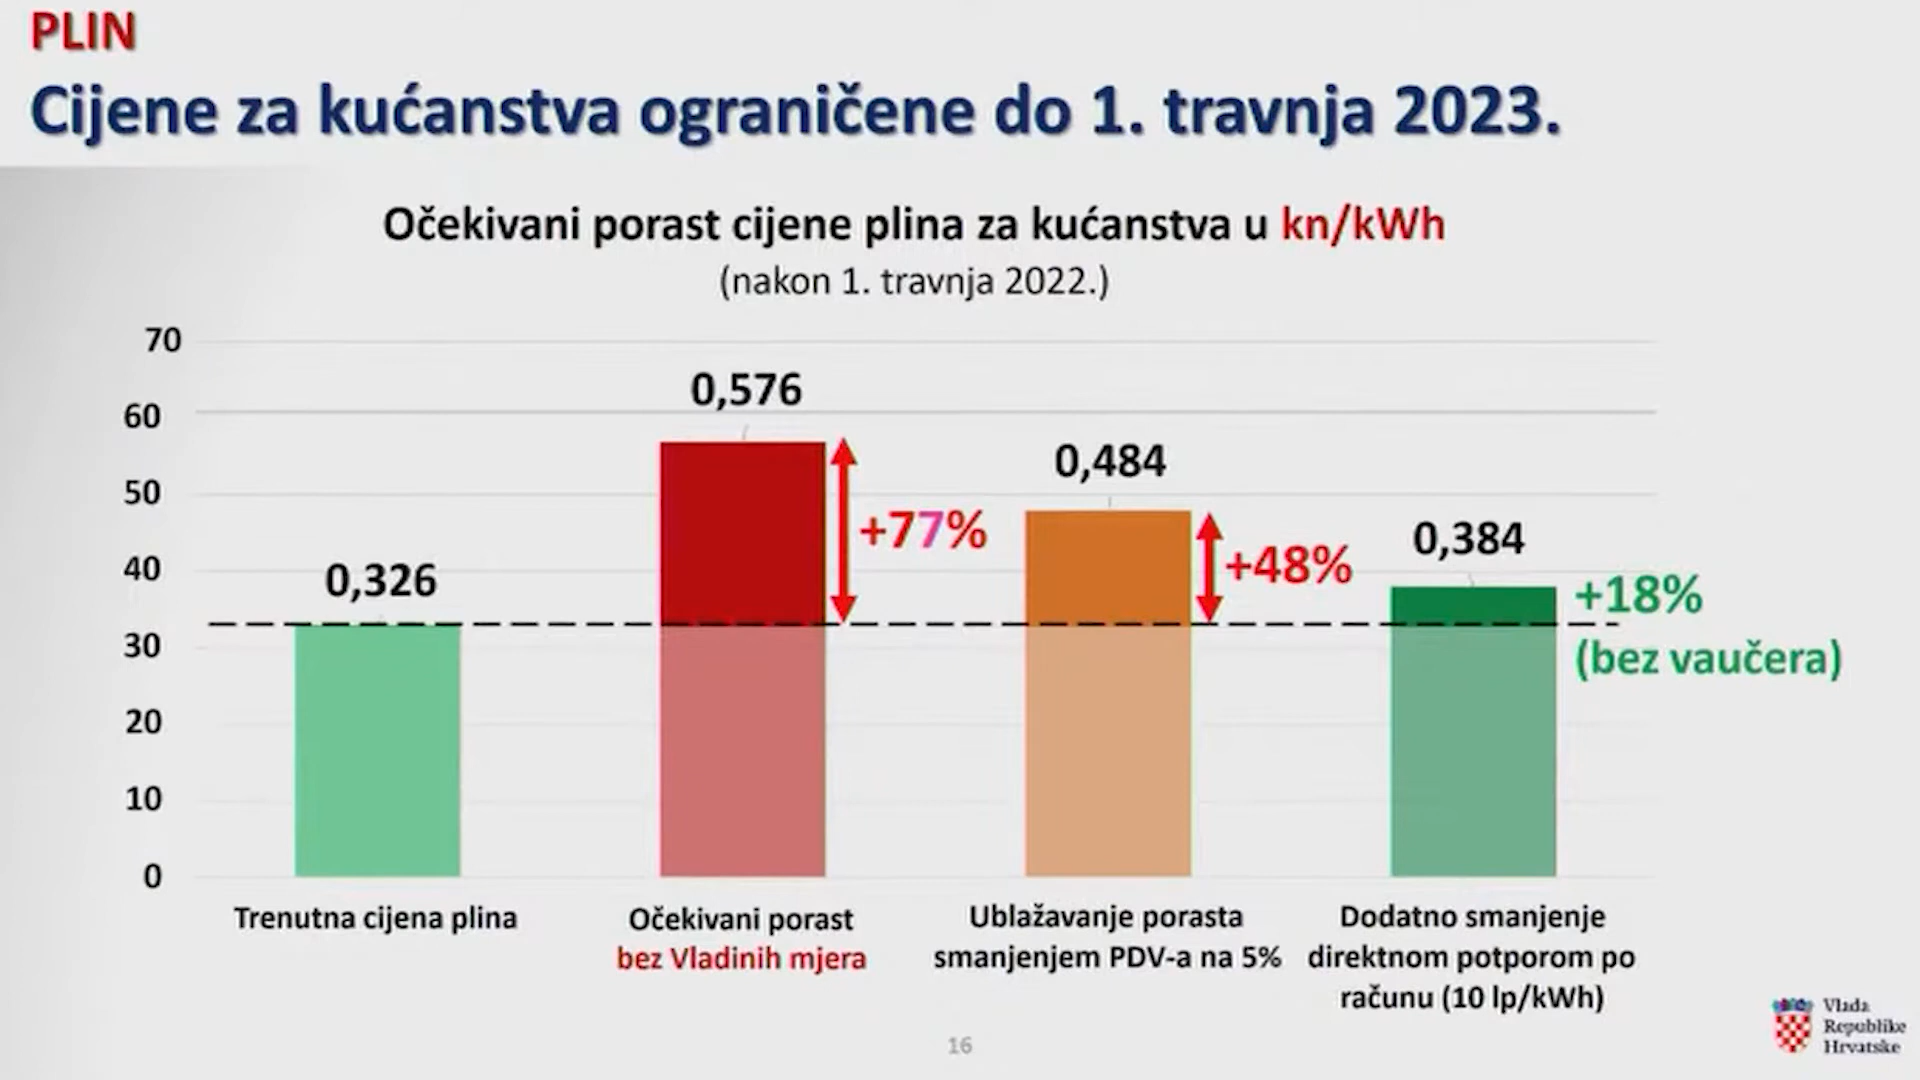 PLIN
Cijene za kućanstva ograničene do 1. travnja 2023.
Očekivani porast cijene plina za kućanstva u kn/kWh
(nakon 1. travnja 2022.)
70
60
50
40
30
20
10
0
0,326
0,576
+77%
0,484
+48%
0,384
+18%
(bez vaučera)
Trenutna cijena plina
Očekivani porast
bez Vladinih mjera
Ublažavanje porasta
smanjenjem PDV-a na 5%
Dodatno smanjenje
direktnom potporom po
računu (10 lp/kWh)
16
Vlada
Republike
Hrvatske